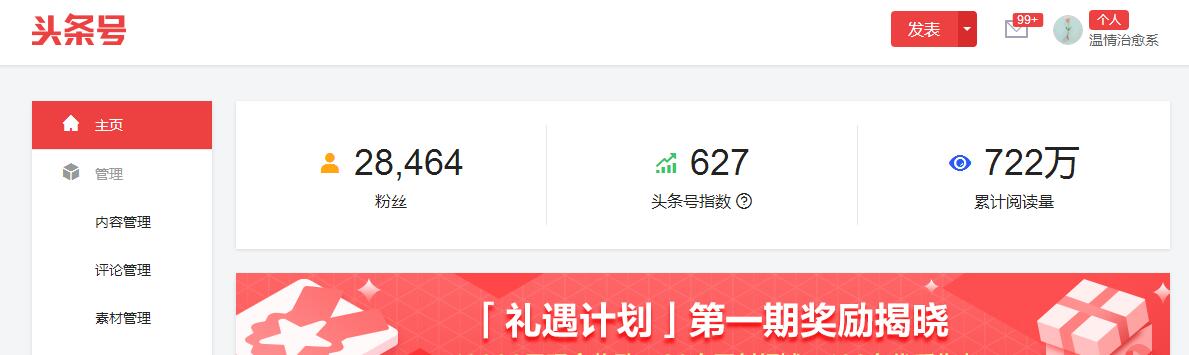 头条号
发表
99+
个人
温情治愈系
主页
管理
内容管理
评论管理
素材管理
28,464
粉丝
627
头条号指数
722万
累计阅读量
「礼遇计划」第一期奖励揭晓